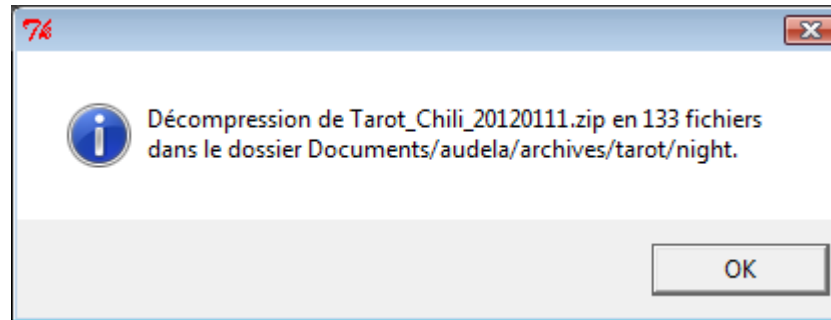 Décompression de Tarot_Chili_20120111.zip en 133 fichiers
dans le dossier Documents/audela/archives/tarot/night.
OK